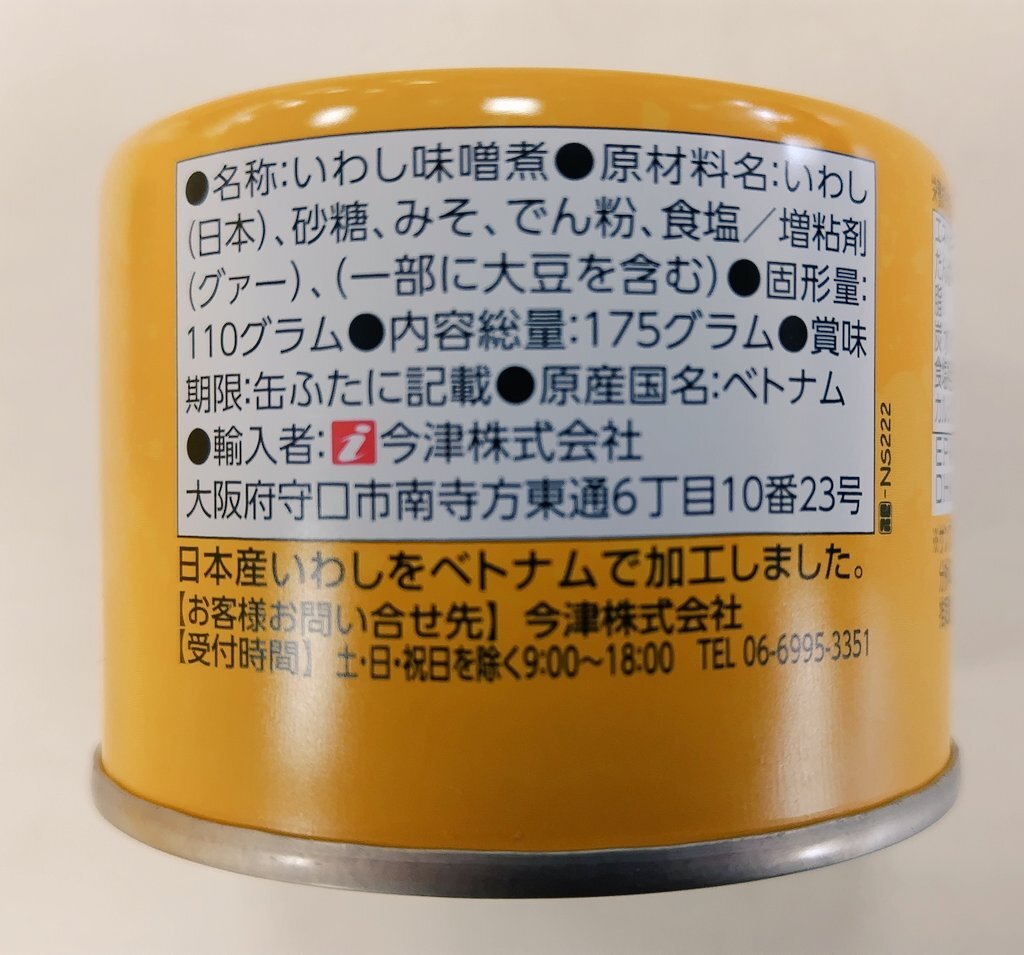 ●名称:いわし味噌煮●原材料名:いわし
(日本)、砂糖、みそ、でん粉、食塩／増粘剤
(グァー)、(一部に大豆を含む)●固形量:
110グラム●内容総量:175グラム●賞味
期限:缶ふたに記載●原産国名:ベトナム
●輸入者:i今津株式会社
大阪府守口市南寺方東通6丁目10番23号
-NS222
日本産いわしをベトナムで加工しました。
【お客様お問い合せ先】 今津株式会社
【受付時間】 土・日・祝日を除く9:00～18:00 TEL 06-6995-3351